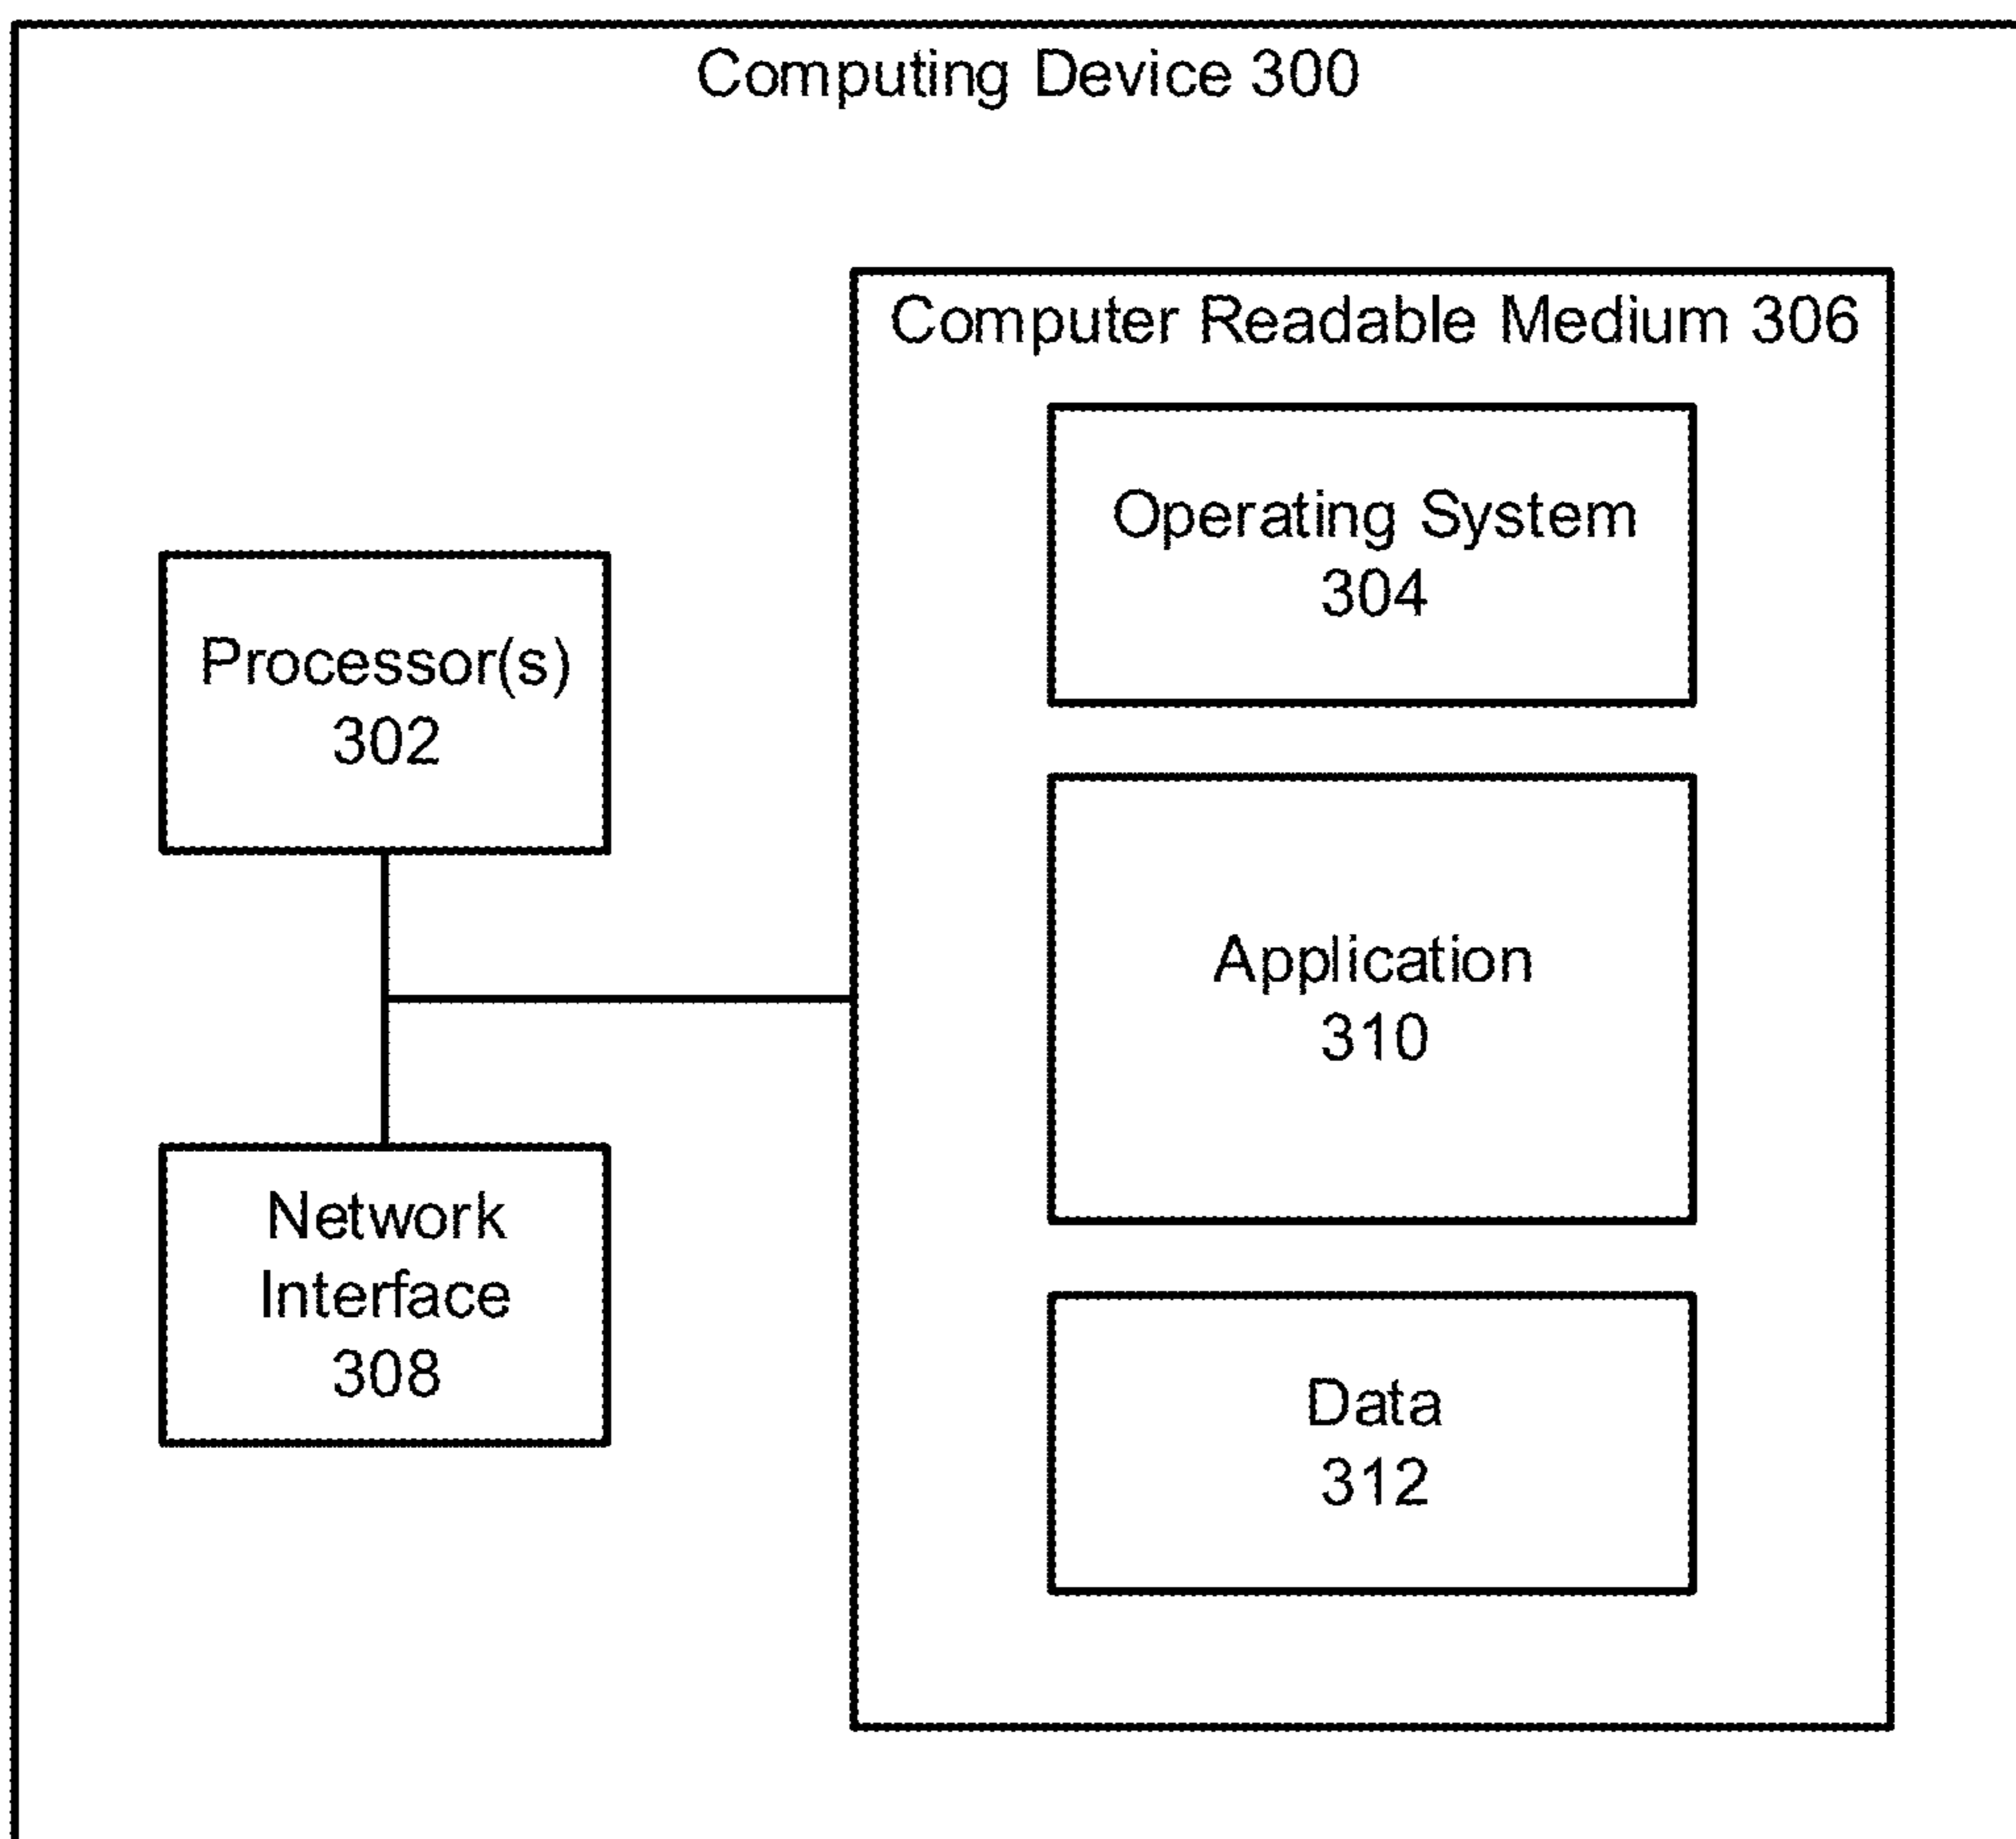 Computing Device 300
Computer Readable Medium 306
Operating System
304
Processor(s)
302
Application
310
Network
Interface
308
Data
312